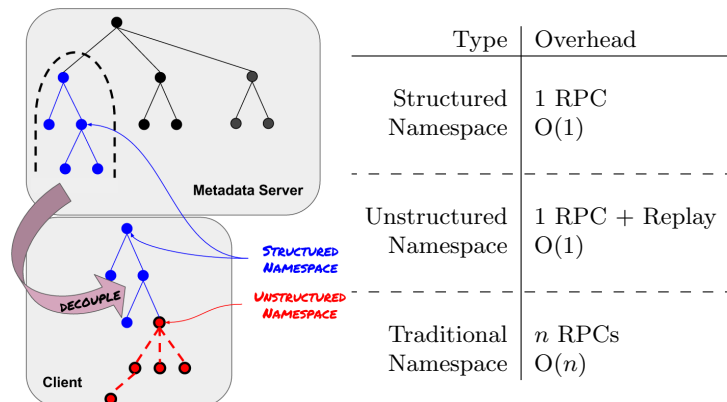 Metadata Server
DECOUPLE
Client
STRUCTURED
NAMESPACE
UNSTRUCTURED
NAMESPACE
Type Overhead
Structured 1 RPC
Namespace O(1)
Unstructured 1 RPC + Replay
Namespace O(1)
Traditional n RPCs
Namespace O(n)